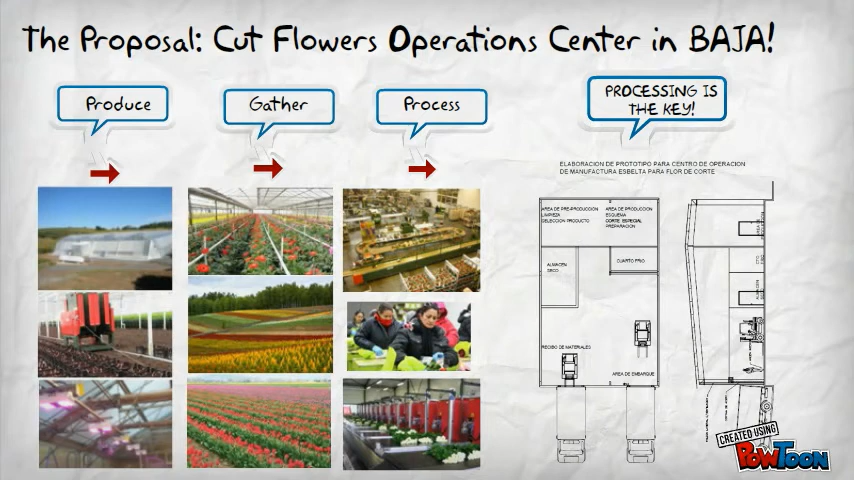 The Proposal: Cut Flowers Operations Center in BAJA!
Produce
Gather
Process
PROCESSING IS
THE KEY!
ELABORACION DE PROTOTIPO PARA CENTRO DE OPERACION
DE MANUFACTURA ESBELTA PARA FLOR DE CORTE
AREA DE PRE-PRODUCCION
LIMPIEZA
DELECCION PRODUCTO
AREA DE PRODUCCION
ESQUEMA
CORTE ESPECIAL
PREPARACION
ALMACEN
SECO
CUARTO FRIO
RECIBO DE MATERIALES
AREA DE EMBARQUE
CREATED USING
POWTOON